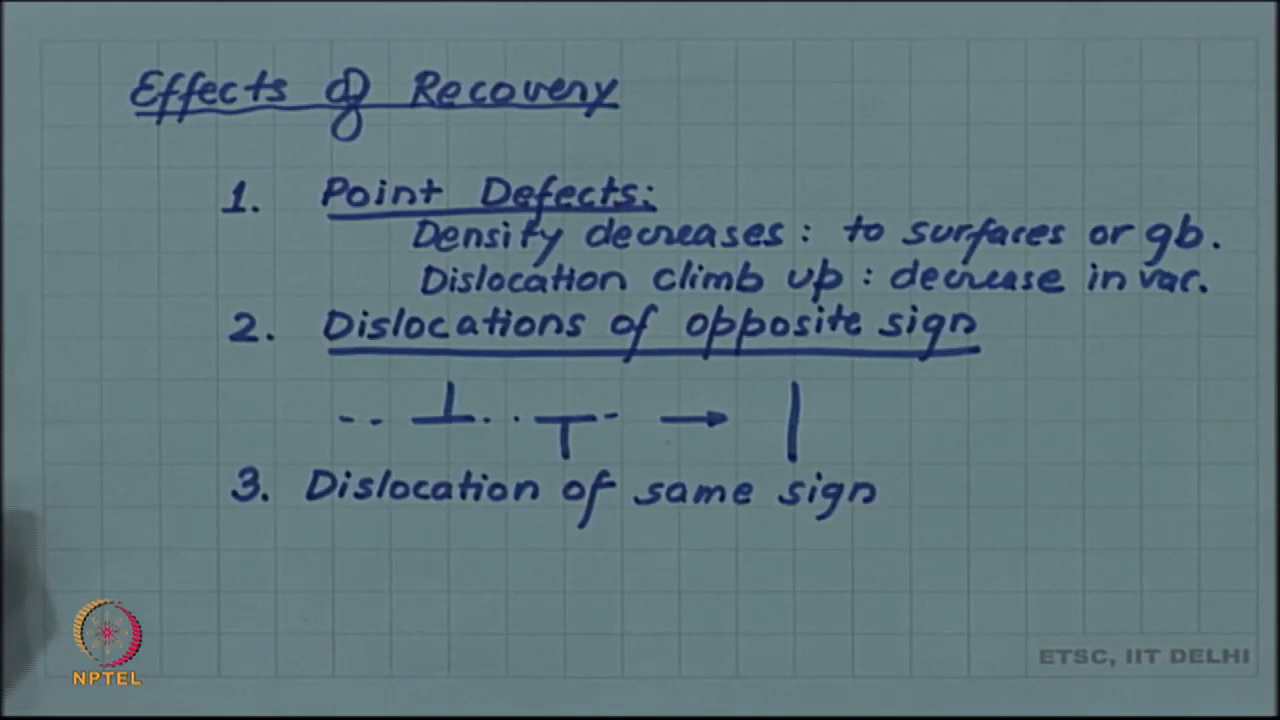 Effects of Recovery
1. Point Defects:
Density decreases: to surfaces or gb.
Dislocation climb up: decrease in vac.
2. Dislocations of opposite sign
3. Dislocation of same sign
NPTEL
ETSC, IIT DELHI